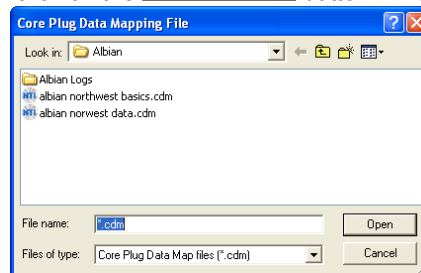 Core Plug Data Mapping File
Look in: Albian
Albian Logs
albian northwest basics.cdm
albian norwest data.cdm
File name: *.cdm Open
Files of type: Core Plug Data Map files (*.cdm) Cancel